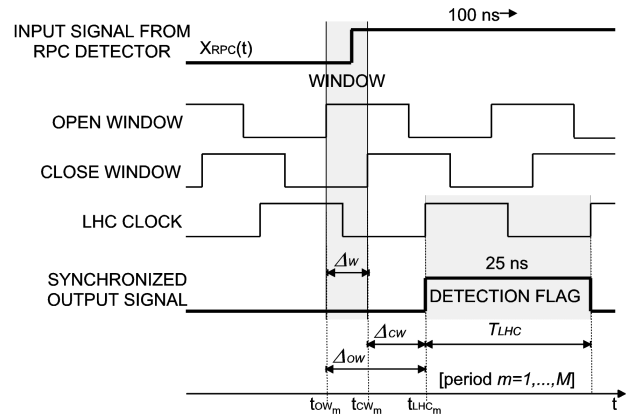 100 ns
INPUT SIGNAL FROM
RPC DETECTOR
XRPC(t)
WINDOW
OPEN WINDOW
CLOSE WINDOW
LHC CLOCK
ΔW
25 ns
SYNCHRONIZED
OUTPUT SIGNAL
DETECTION FLAG
ΔCW
TLHC
ΔOW
[period m=1,...,M]
tOWm
tCWm
tLHCm
t